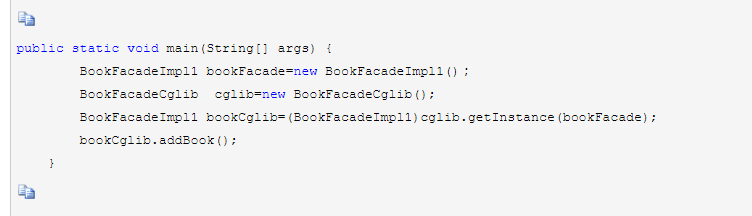 public static void main(String[] args) {
        BookFacadeImpl1 bookFacade=new BookFacadeImpl1();
        BookFacadeCglib  cglib=new BookFacadeCglib();
        BookFacadeImpl1 bookCglib=(BookFacadeImpl1)cglib.getInstance(bookFacade);
        bookCglib.addBook();
    }